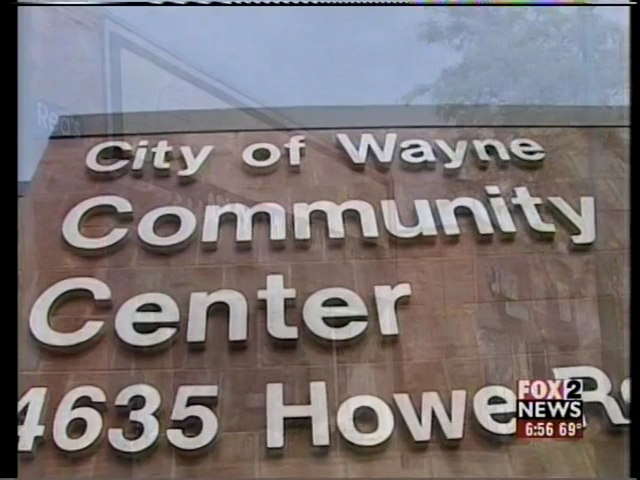 City of Wayne
Community
Center
4635 Howe R
FOX 2
NEWS
6:56 69°